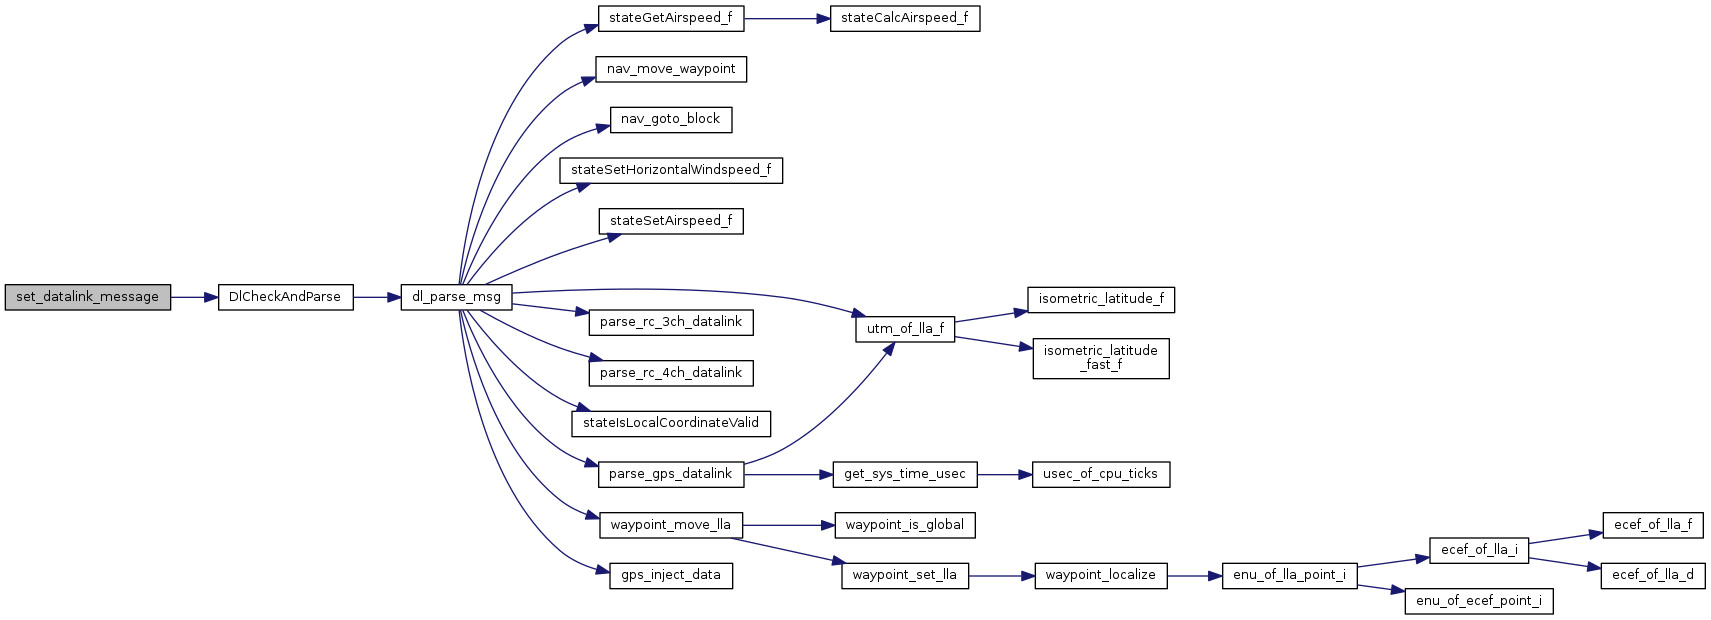 stateGetAirspeed_f
stateCalcAirspeed_f
nav_move_waypoint
nav_goto_block
stateSetHorizontalWindspeed_f
stateSetAirspeed_f
set_datalink_message
DlCheckAndParse
dl_parse_msg
isometric_latitude_f
parse_rc_3ch_datalink
utm_of_lla_f
isometric_latitude
_fast_f
parse_rc_4ch_datalink
stateIsLocalCoordinateValid
parse_gps_datalink
get_sys_time_usec
usec_of_cpu_ticks
waypoint_move_lla
waypoint_is_global
ecef_of_lla_f
ecef_of_lla_i
gps_inject_data
waypoint_set_lla
waypoint_localize
enu_of_lla_point_i
ecef_of_lla_d
enu_of_ecef_point_i